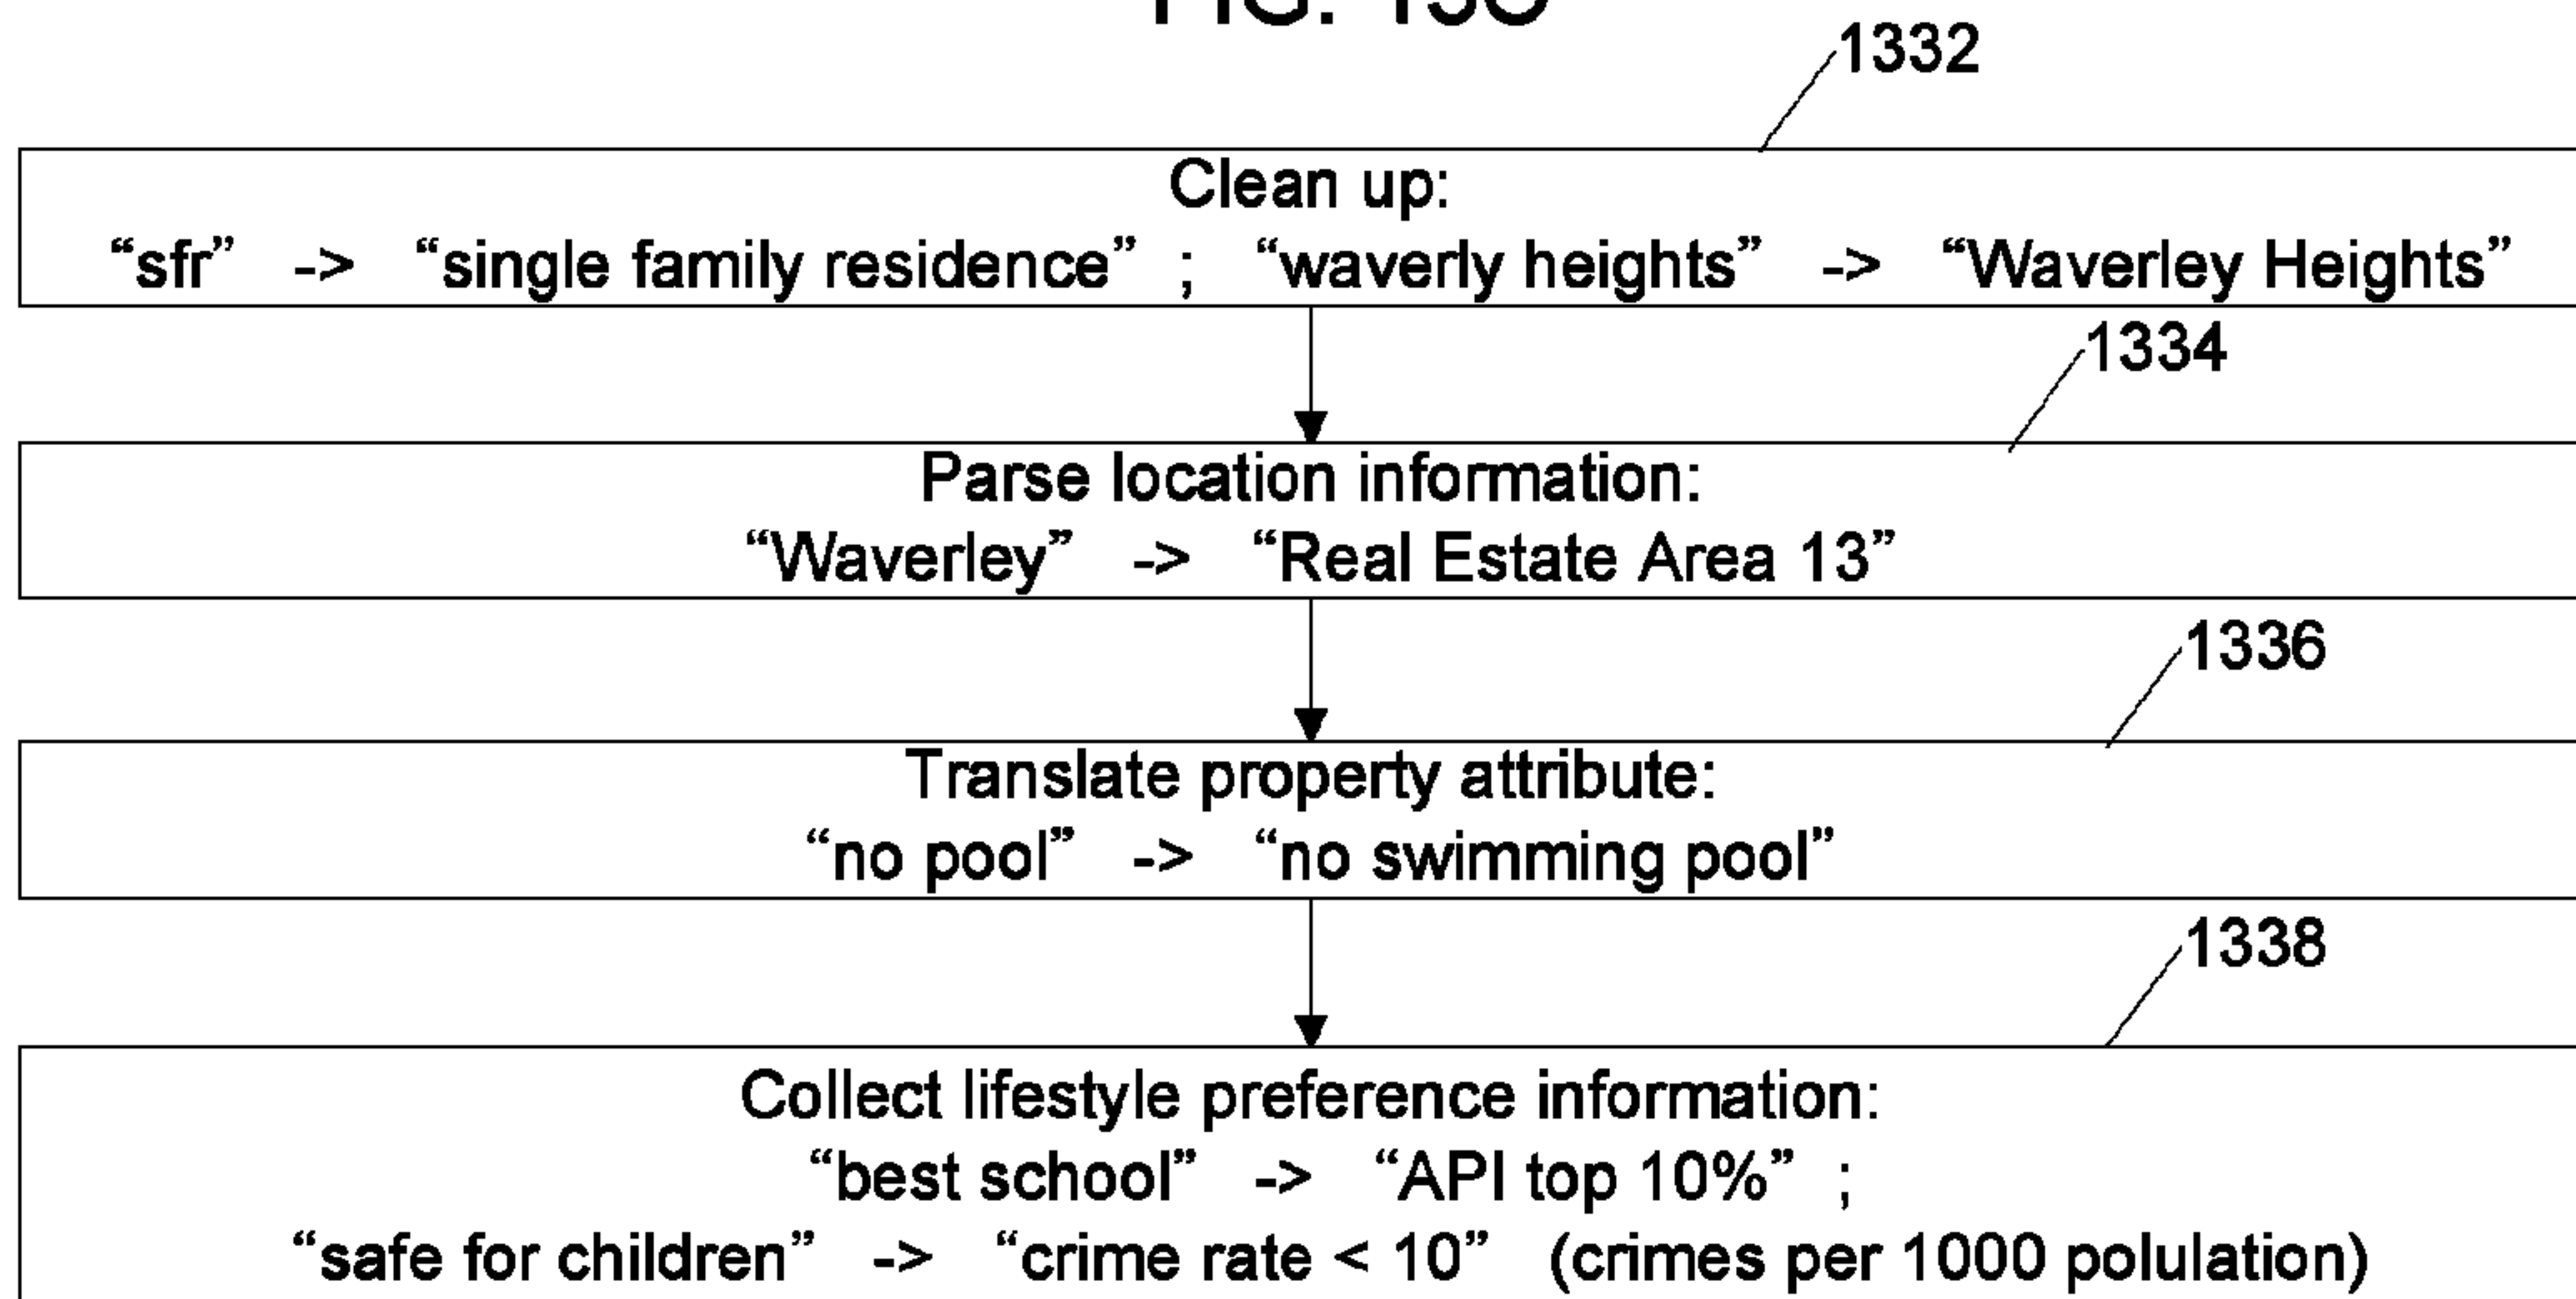 FIG. 13C
1332
Clean up:
“sfr” -> “single family residence” ; “waverly heights” -> “Waverley Heights”
1334
Parse location information:
“Waverley” -> “Real Estate Area 13”
1336
Translate property attribute:
“no pool” -> “no swimming pool”
1338
Collect lifestyle preference information:
“best school” -> “API top 10%” ;
“safe for children” -> “crime rate < 10” (crimes per 1000 polulation)